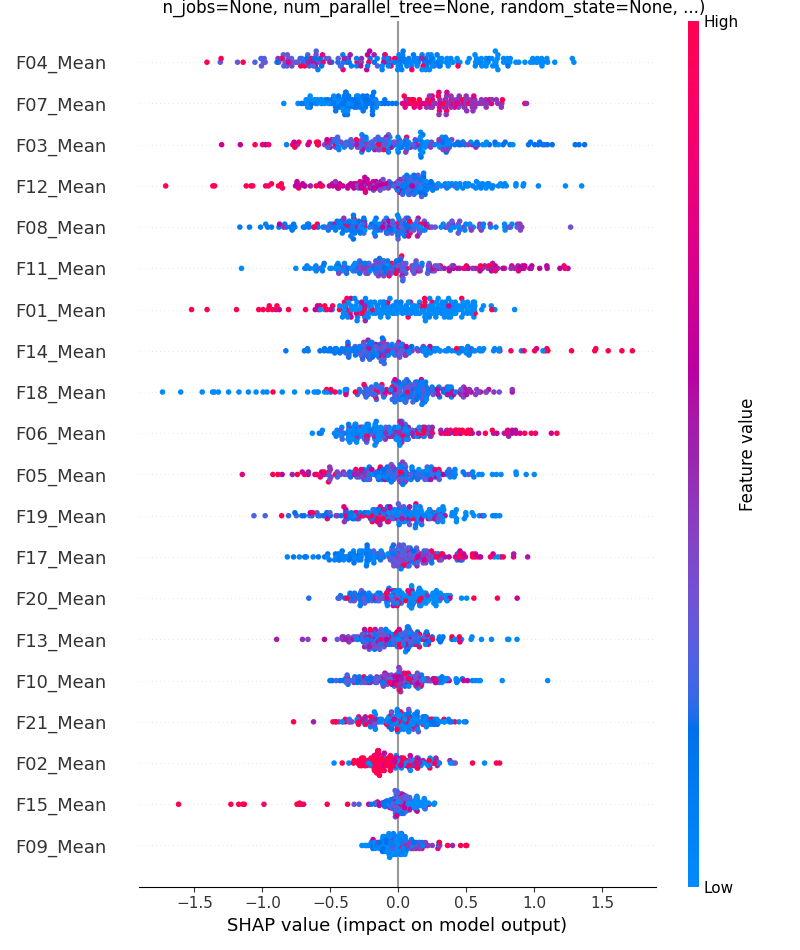 n_jobs=None, num_parallel_tree=None, random_state=None, ...)
High
F04_Mean
F07_Mean
F03_Mean
F12_Mean
F08_Mean
F11_Mean
F01_Mean
F14_Mean
F18_Mean
F06_Mean
F05_Mean
F19_Mean
F17_Mean
F20_Mean
F13_Mean
F10_Mean
F21_Mean
F02_Mean
F15_Mean
F09_Mean
Feature value
Low
−1.5 −1.0 −0.5 0.0 0.5 1.0 1.5
SHAP value (impact on model output)